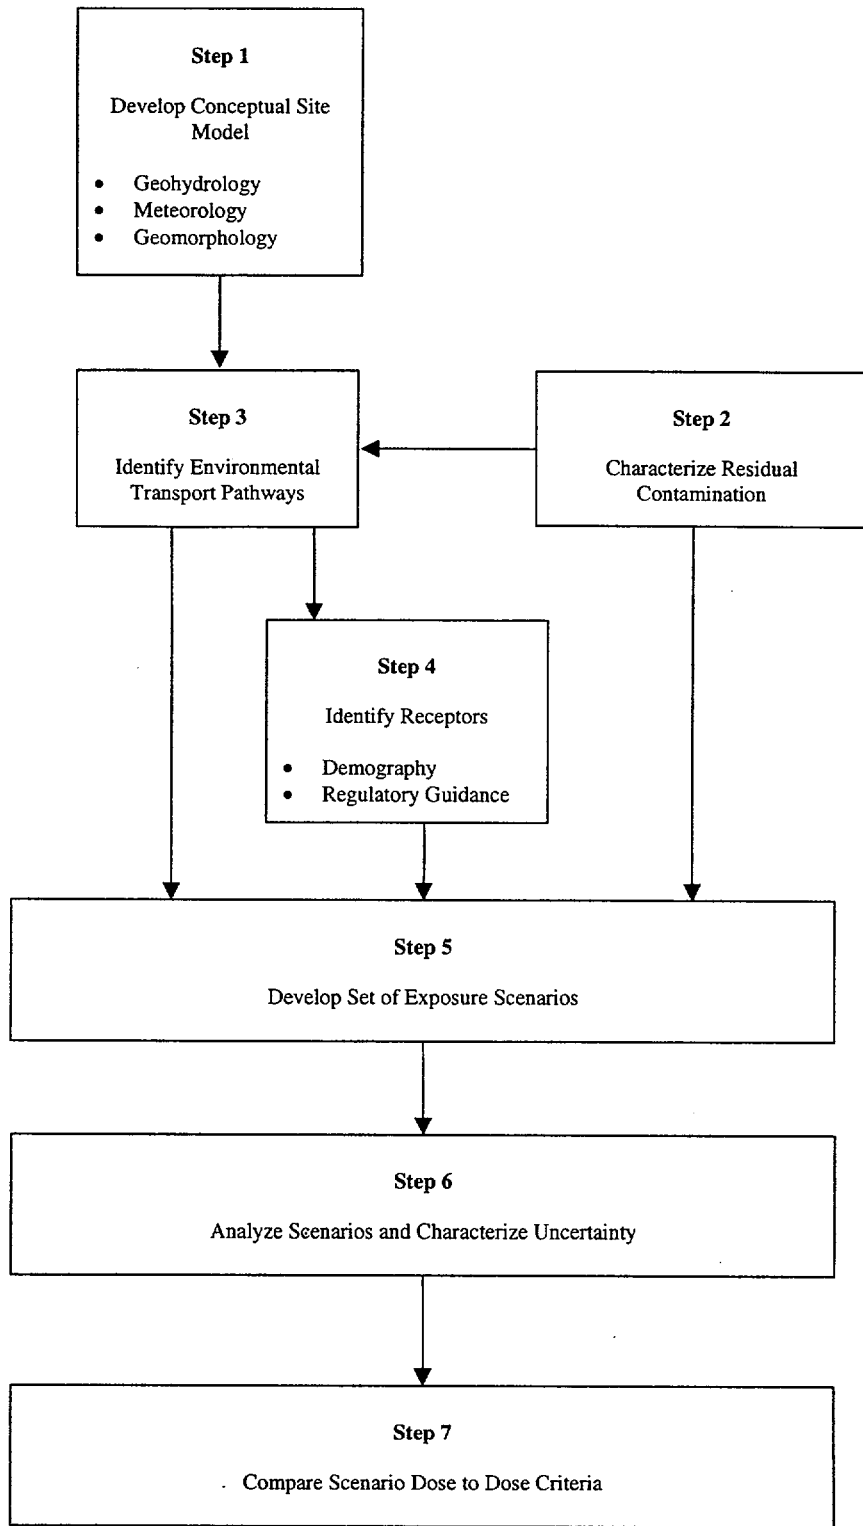 Step 1
Develop Conceptual Site
Model
• Geohydrology
• Meteorology
• Geomorphology
Step 3
Identify Environmental
Transport Pathways
Step 2
Characterize Residual
Contamination
Step 4
Identify Receptors
• Demography
• Regulatory Guidance
Step 5
Develop Set of Exposure Scenarios
Step 6
Analyze Scenarios and Characterize Uncertainty
Step 7
Compare Scenario Dose to Dose Criteria